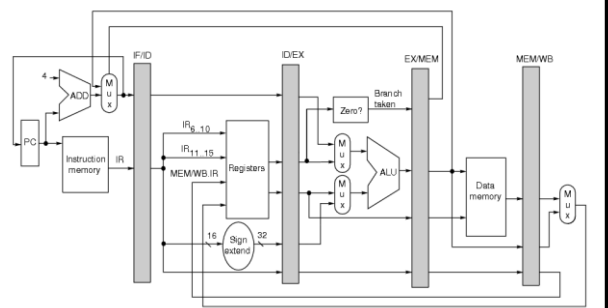 IF/ID
ID/EX
EX/MEM
MEM/WB
4
ADD
M
u
x
Zero?
Branch
taken
PC
Instruction
memory
IR
IR6..10
IR11..15
MEM/WB.IR
Registers
M
u
x
M
u
x
ALU
Data
memory
M
u
x
16
Sign
extend
32